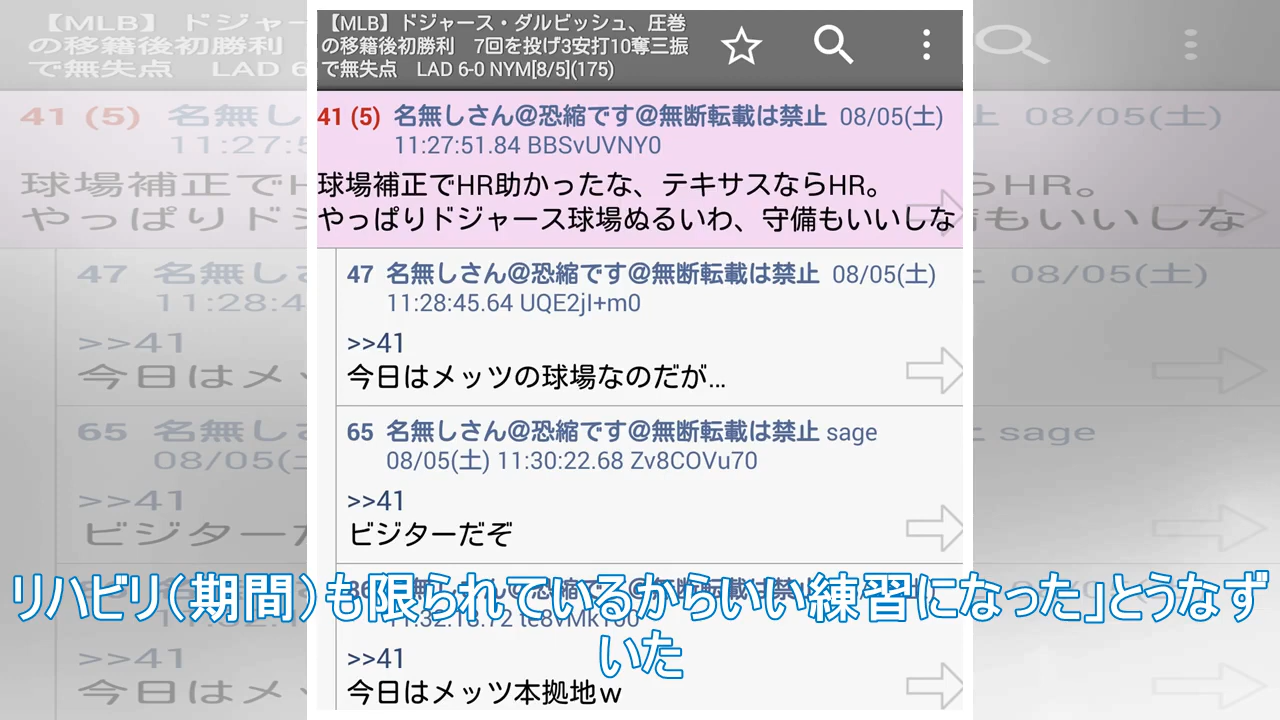 【MLB】ドジャース・ダルビッシュ、圧巻
の移籍後初勝利　7回を投げ3安打10奪三振
で無失点　LAD 6-0 NYM[8/5](175)
41 (5) 名無しさん@恐縮です@無断転載は禁止 08/05(土)
11:27:51.84 BBSvUVNY0
球場補正でHR助かったな、テキサスならHR。
やっぱりドジャース球場ぬるいわ、守備もいいしな
47 名無しさん@恐縮です@無断転載は禁止 08/05(土)
11:28:45.64 UQE2jI+m0
>>41
今日はメッツの球場なのだが...
65 名無しさん@恐縮です@無断転載は禁止 sage
08/05(土) 11:30:22.68 Zv8COVu70
>>41
ビジターだぞ
リハビリ（期間）も限られているからいい練習になった」とうなず
いた
>>41
今日はメッツ本拠地ｗ